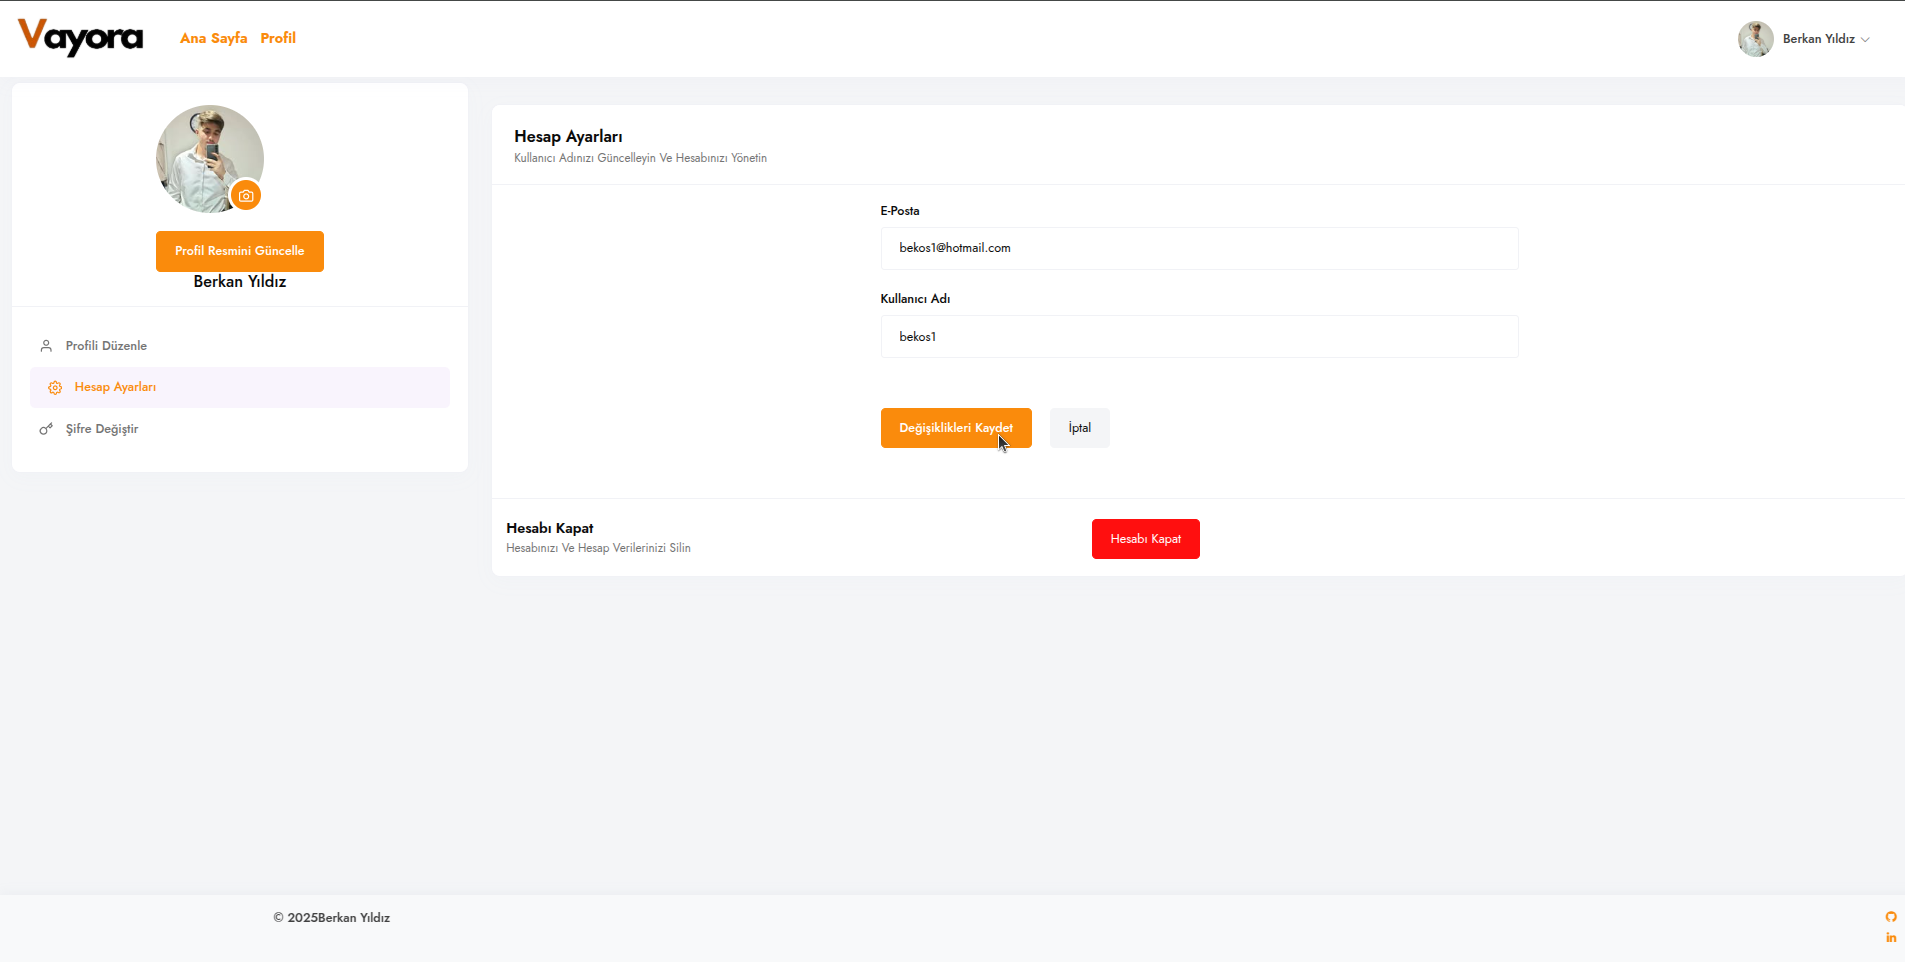 Vayora
Ana Sayfa Profil
Berkan Yıldız
Profil Resmini Güncelle
Berkan Yıldız
Profili Düzenle
Hesap Ayarları
Şifre Değiştir
Hesap Ayarları
Kullanıcı Adınızı Güncelleyin Ve Hesabınızı Yönetin
E-Posta
bekos1@hotmail.com
Kullanıcı Adı
bekos1
Değişiklikleri Kaydet
İptal
Hesabı Kapat
Hesabınızı Ve Hesap Verilerinizi Silin
Hesabı Kapat
© 2025Berkan Yıldız
in